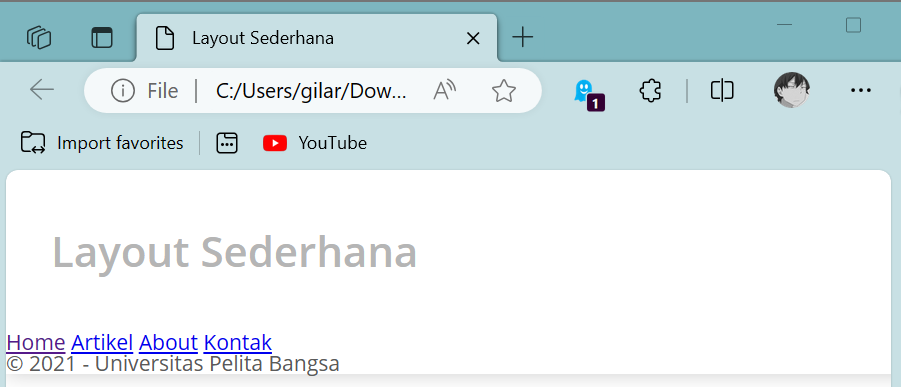 Layout Sederhana
File C:/Users/gilar/Dow...
1
Import favorites YouTube
Layout Sederhana
Home Artikel About Kontak
© 2021 - Universitas Pelita Bangsa